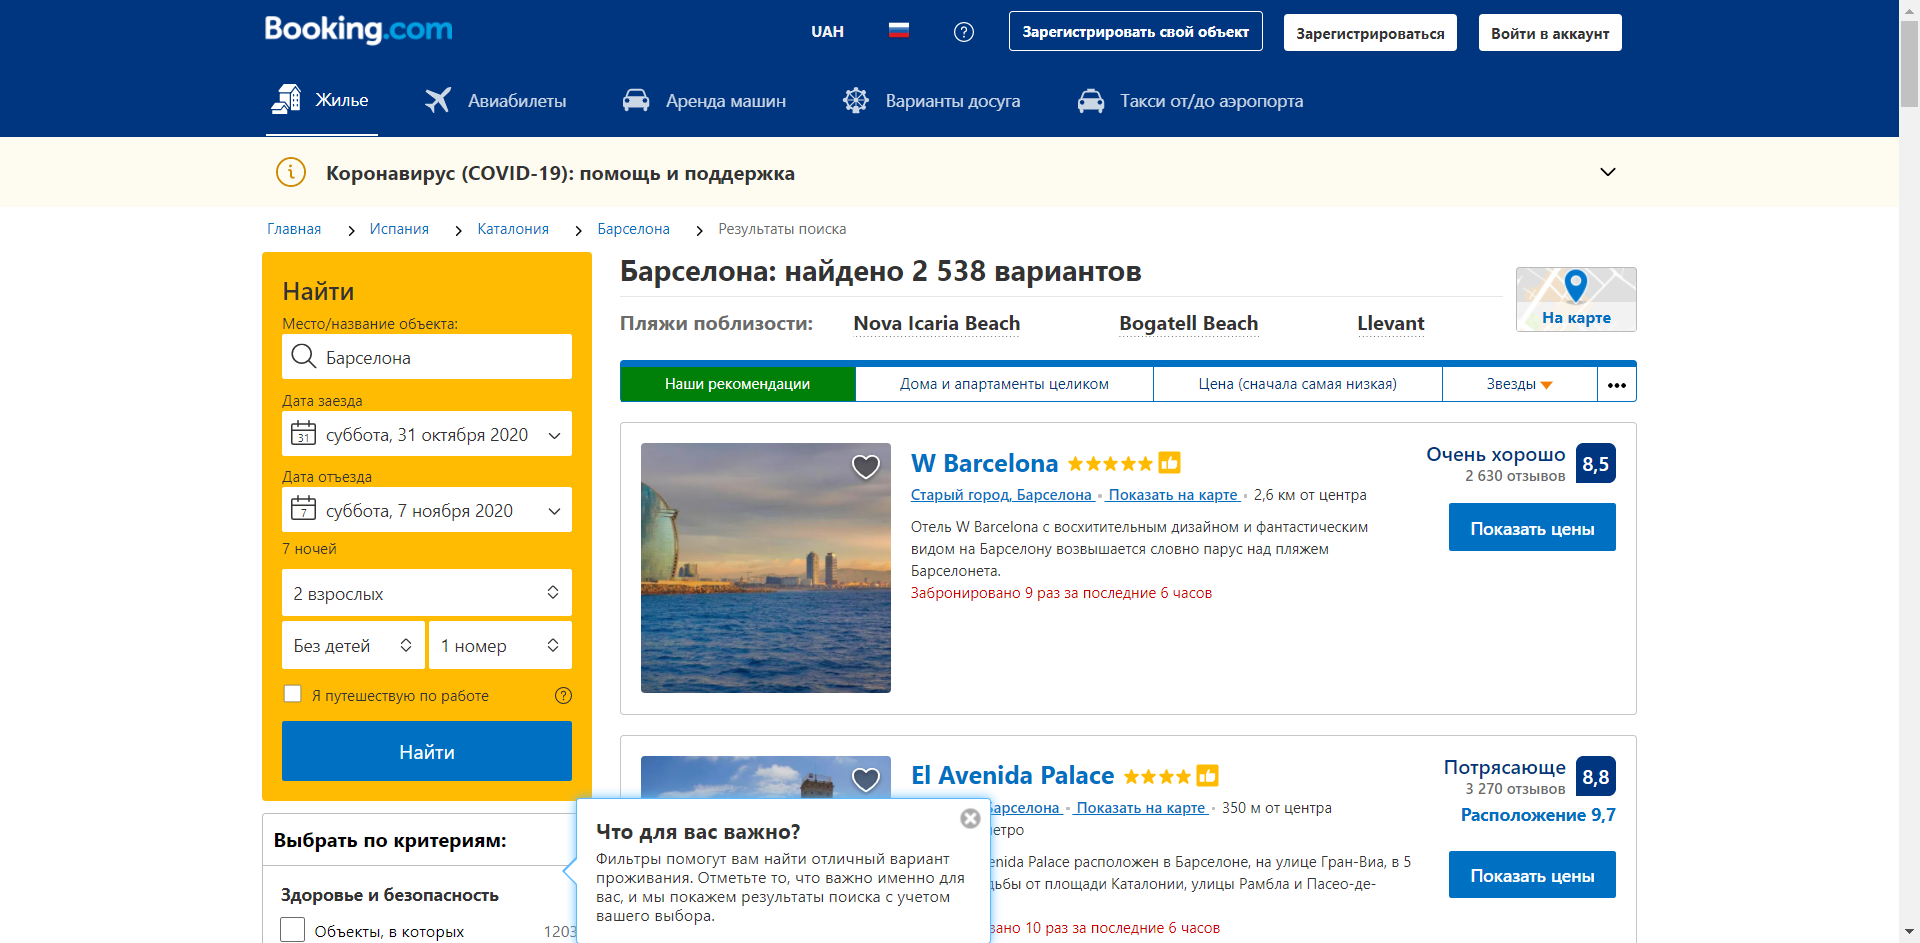 Booking.com
UAH
Зарегистрировать свой объект
Зарегистрироваться
Войти в аккаунт
Жилье
Авиабилеты
Аренда машин
Варианты досуга
Такси от/до аэропорта
Коронавирус (COVID-19): помощь и поддержка
Главная
Испания
Каталония
Барселона
Результаты поиска
Найти
Место/название объекта:
Барселона
Дата заезда
31
суббота, 31 октября 2020
Дата отъезда
7
суббота, 7 ноября 2020
7 ночей
2 взрослых
Без детей
1 номер
Я путешествую по работе
Найти
Выбрать по критериям:
Здоровье и безопасность
Объекты, в которых
1203
Барселона: найдено 2 538 вариантов
На карте
Пляжи поблизости:
Nova Icaria Beach
Bogatell Beach
Llevant
Наши рекомендации
Дома и апартаменты целиком
Цена (сначала самая низкая)
Звезды
W Barcelona
Старый город, Барселона • Показать на карте • 2,6 км от центра
Отель W Barcelona с восхитительным дизайном и фантастическим
видом на Барселону возвышается словно парус над пляжем
Барселонета.
Забронировано 9 раз за последние 6 часов
Очень хорошо
2 630 отзывов
8,5
Показать цены
El Avenida Palace
арселона • Показать на карте • 350 м от центра
етро
enida Palace расположен в Барселоне, на улице Гран-Виа, в 5
дьбы от площади Каталонии, улицы Рамбла и Пасео-де-
вано 10 раз за последние 6 часов
Потрясающе
3 270 отзывов
8,8
Расположение 9,7
Показать цены
Что для вас важно?
Фильтры помогут вам найти отличный вариант
проживания. Отметьте то, что важно именно для
вас, и мы покажем результаты поиска с учетом
вашего выбора.